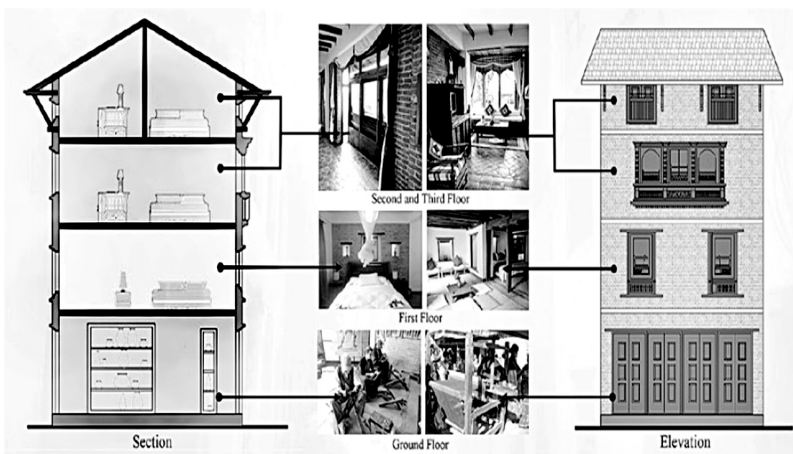 Second and Third Floor
First Floor
Ground Floor
Section
Elevation